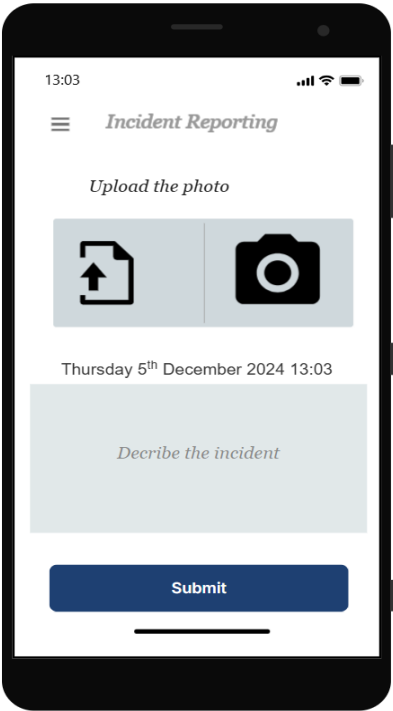 13:03
Incident Reporting
Upload the photo
Thursday 5th December 2024 13:03
Decribe the incident
Submit